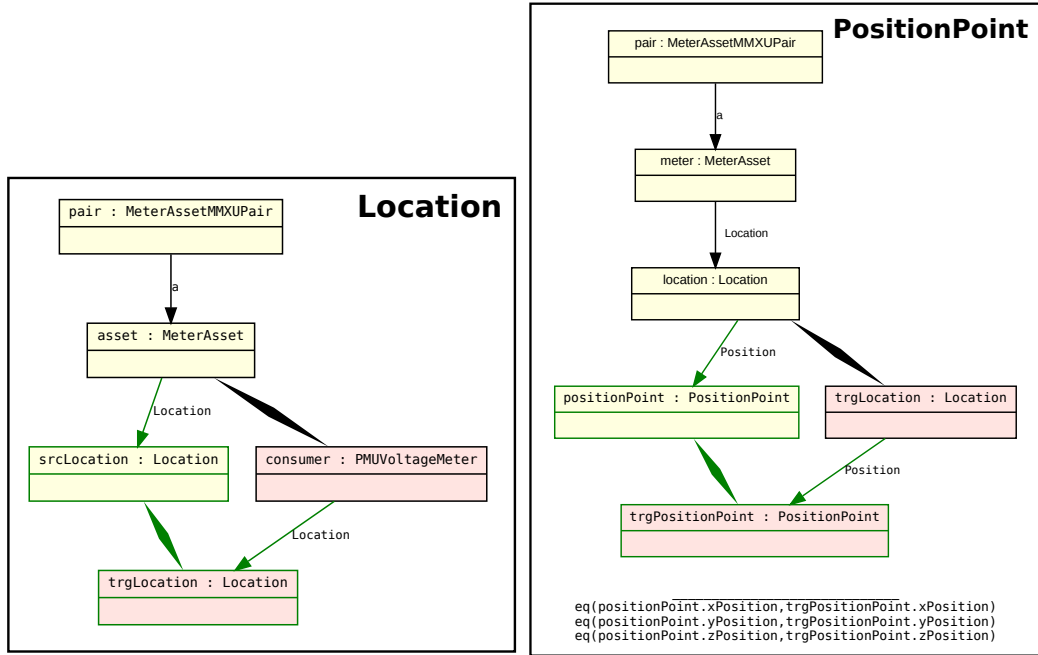 Location
pair : MeterAssetMMXUPair
a
asset : MeterAsset
Location
srcLocation : Location
consumer : PMUVoltageMeter
Location
trgLocation : Location
PositionPoint
pair : MeterAssetMMXUPair
a
meter : MeterAsset
Location
location : Location
Position
positionPoint : PositionPoint
trgLocation : Location
Position
trgPositionPoint : PositionPoint
eq(positionPoint.xPosition,trgPositionPoint.xPosition)
eq(positionPoint.yPosition,trgPositionPoint.yPosition)
eq(positionPoint.zPosition,trgPositionPoint.zPosition)